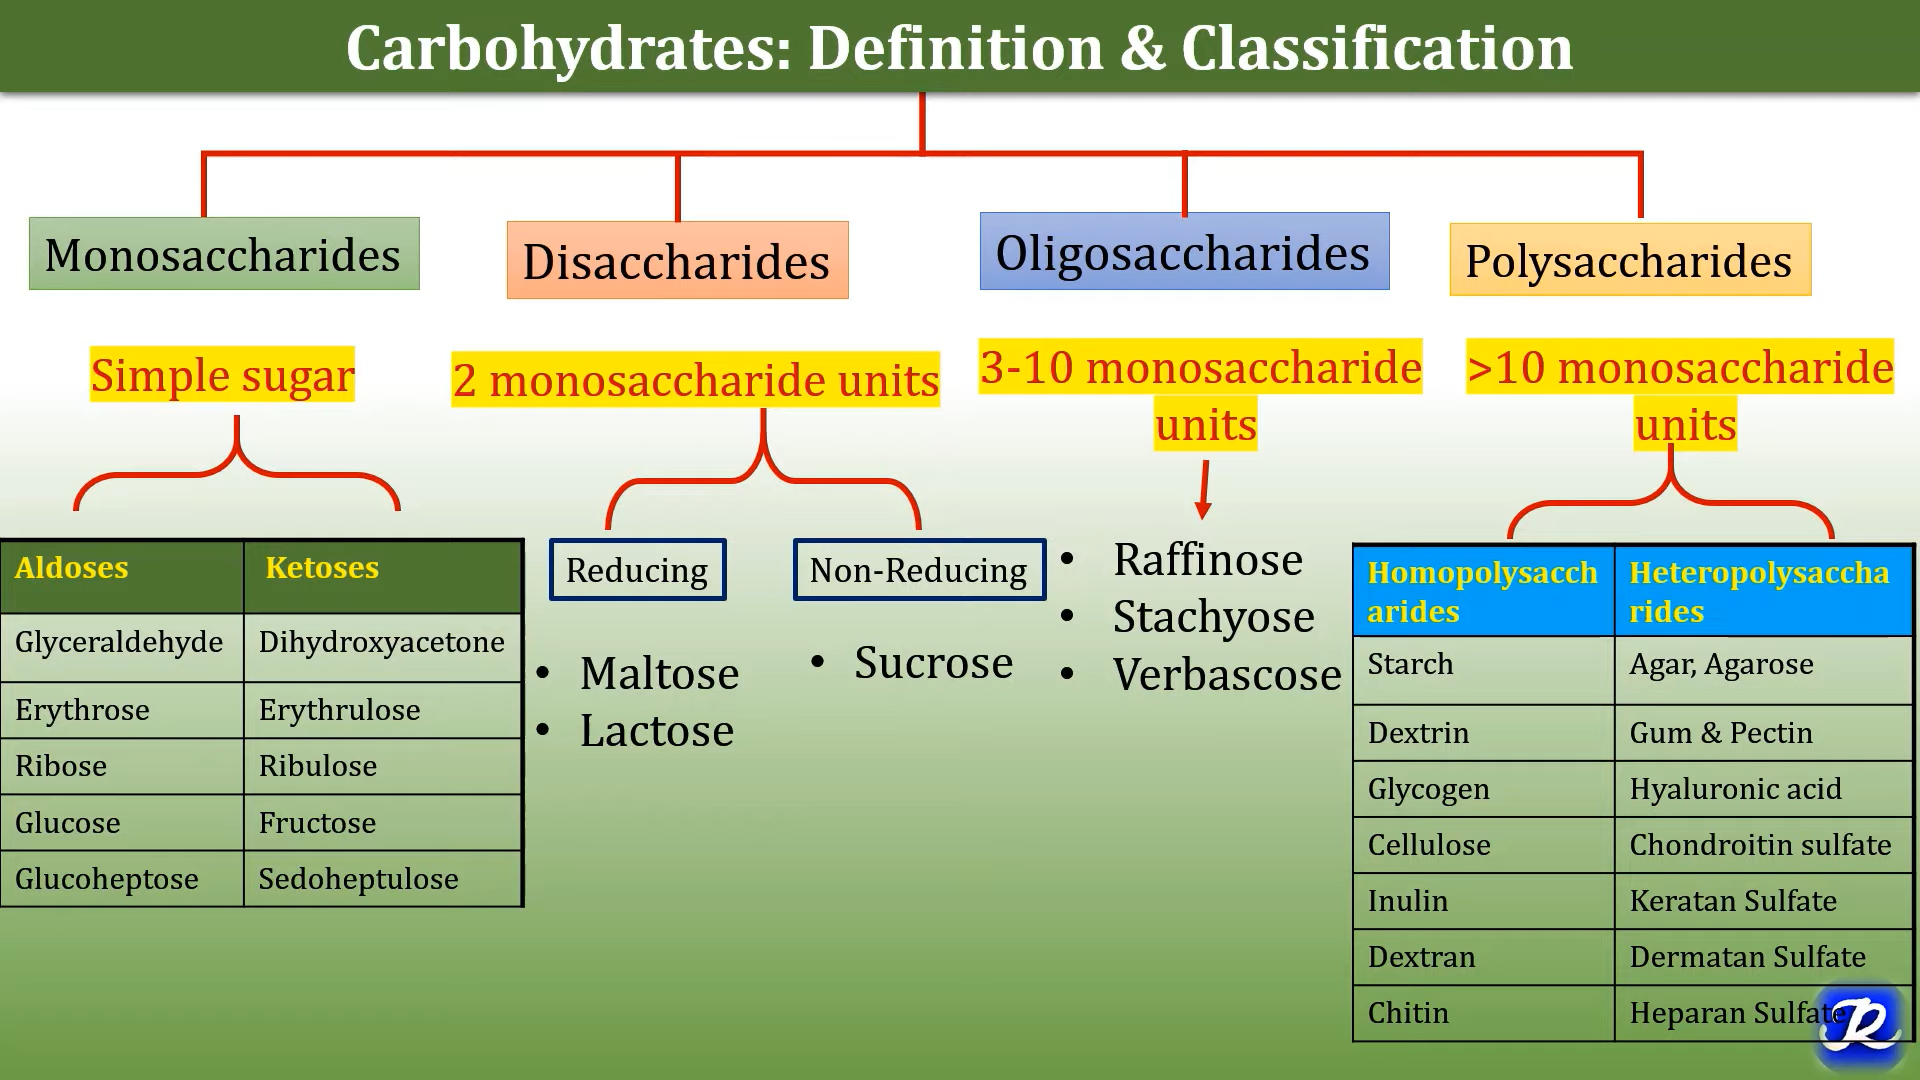 Carbohydrates: Definition & Classification
Monosaccharides
Disaccharides
Oligosaccharides
Polysaccharides
Simple sugar
2 monosaccharide units
3-10 monosaccharide
units
>10 monosaccharide
units
Aldoses
Ketoses
Glyceraldehyde
Dihydroxyacetone
Erythrose
Erythrulose
Ribose
Ribulose
Glucose
Fructose
Glucoheptose
Sedoheptulose
Reducing
• Maltose
• Lactose
Non-Reducing
• Sucrose
• Raffinose
• Stachyose
• Verbascose
Homopolysacch
arides
Heteropolysaccha
rides
Starch
Agar, Agarose
Dextrin
Gum & Pectin
Glycogen
Hyaluronic acid
Cellulose
Chondroitin sulfate
Inulin
Keratan Sulfate
Dextran
Dermatan Sulfate
Chitin
Heparan Sulfate
R